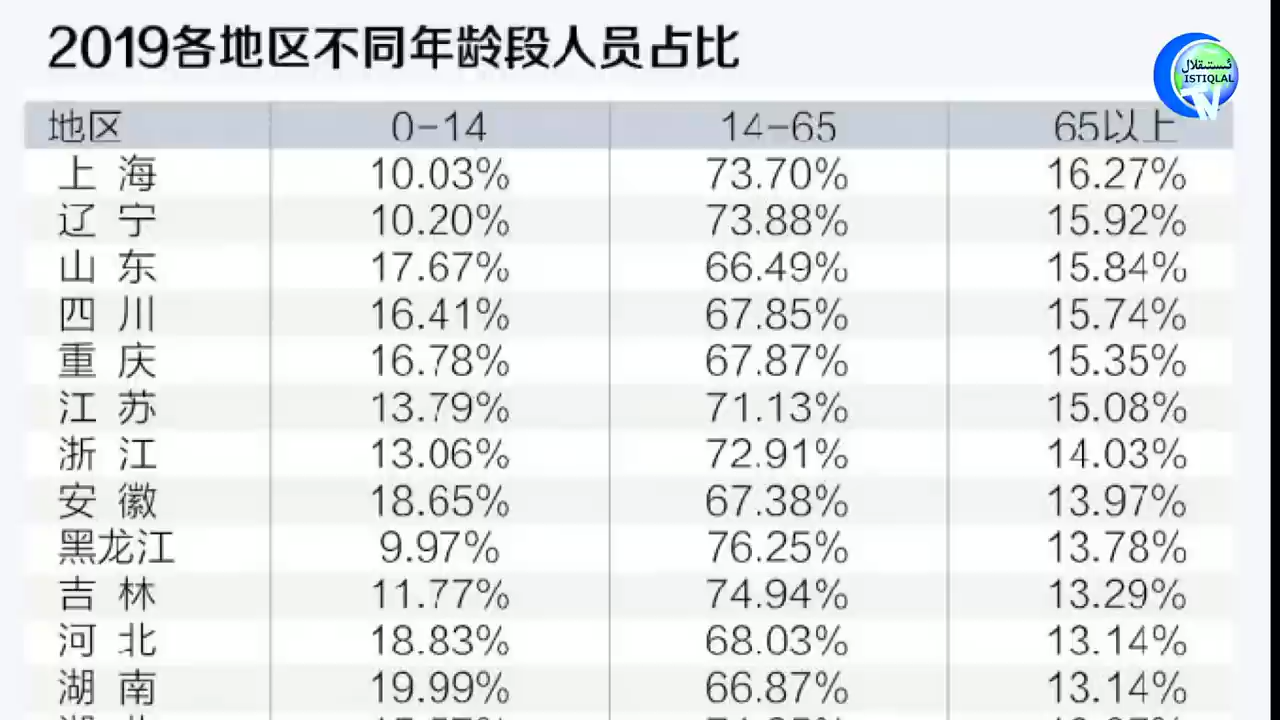 2019各地区不同年龄段人员占比
ئىستىقلال
ISTIQLAL
TV
地区 0-14 14-65 65以上
上海 10.03% 73.70% 16.27%
辽宁 10.20% 73.88% 15.92%
山东 17.67% 66.49% 15.84%
四川 16.41% 67.85% 15.74%
重庆 16.78% 67.87% 15.35%
江苏 13.79% 71.13% 15.08%
浙江 13.06% 72.91% 14.03%
安徽 18.65% 67.38% 13.97%
黑龙江 9.97% 76.25% 13.78%
吉林 11.77% 74.94% 13.29%
河北 18.83% 68.03% 13.14%
湖南 19.99% 66.87% 13.14%